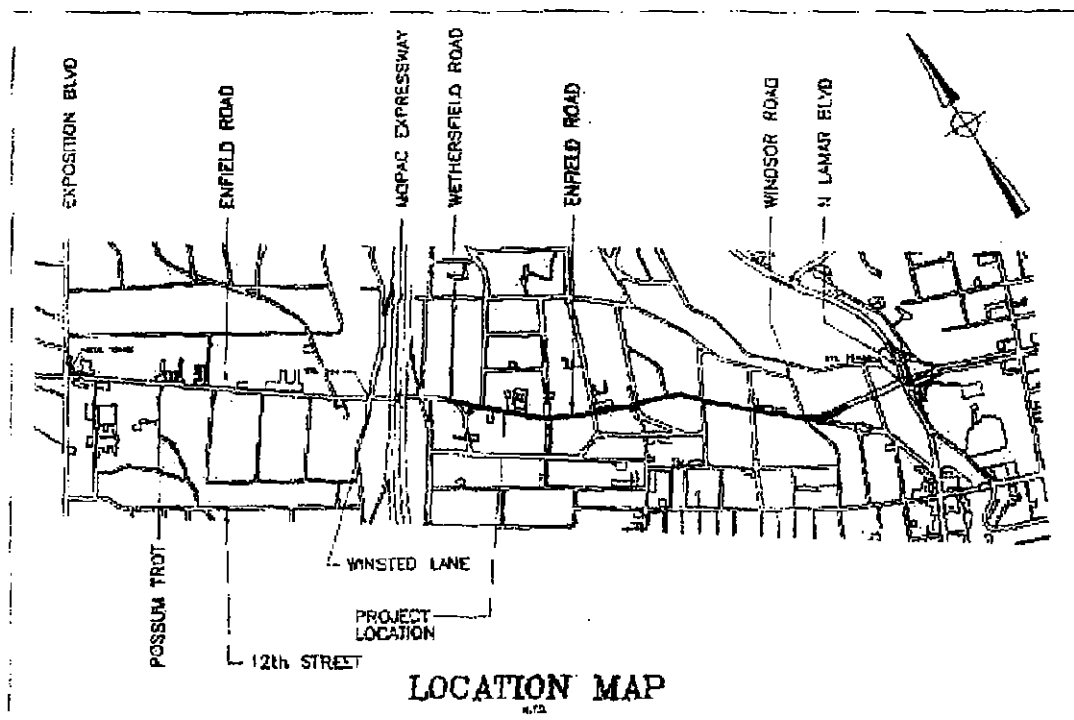 EXPOSITION BLVD
ENFIELD ROAD
MOPAC EXPRESSWAY
WETHERSFIELD ROAD
ENFIELD ROAD
WINDSOR ROAD
N LAMAR BLVD
POSSUM TROT
WINSTED LANE
PROJECT
LOCATION
12th STREET
LOCATION MAP